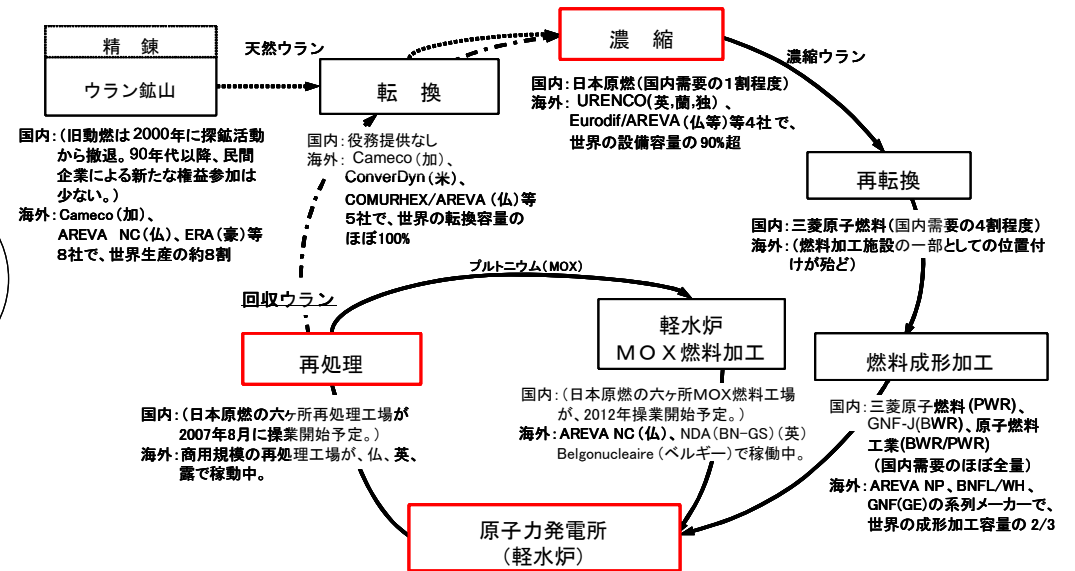 精 錬
ウラン鉱山
国内：(旧動燃は2000年に探鉱活動
から撤退。90年代以降、民間
企業による新たな権益参加は
少ない。)
海外：Cameco(加)、
AREVA NC(仏)、ERA(豪)等
8社で、世界生産の約8割
天然ウラン
転 換
国内：役務提供なし
海外： Cameco(加)、
ConverDyn(米)、
COMURHEX/AREVA (仏)等
5社で、世界の転換容量の
ほぼ100%
濃 縮
国内：日本原燃(国内需要の1割程度)
海外： URENCO(英,蘭,独) 、
Eurodif/AREVA(仏等)等4社で、
世界の設備容量の90%超
濃縮ウラン
再転換
国内：三菱原子燃料(国内需要の4割程度)
海外：(燃料加工施設の一部としての位置付
けが殆ど)
燃料成形加工
国内：三菱原子燃料(PWR)、
GNF-J(BWR)、原子燃料
工業(BWR/PWR)
(国内需要のほぼ全量)
海外：AREVA NP、BNFL/WH、
GNF(GE)の系列メーカーで、
世界の成形加工容量の 2/3
プルトニウム(MOX)
回収ウラン
再処理
国内：(日本原燃の六ヶ所再処理工場が
2007年8月に操業開始予定。)
海外：商用規模の再処理工場が、仏、英、
露で稼動中。
軽水炉
ＭＯＸ燃料加工
国内：(日本原燃の六ヶ所MOX燃料工場
が、2012年操業開始予定。)
海外：AREVA NC(仏)、NDA(BN-GS)(英)
Belgonucleaire(ベルギー)で稼働中。
原子力発電所
(軽水炉)